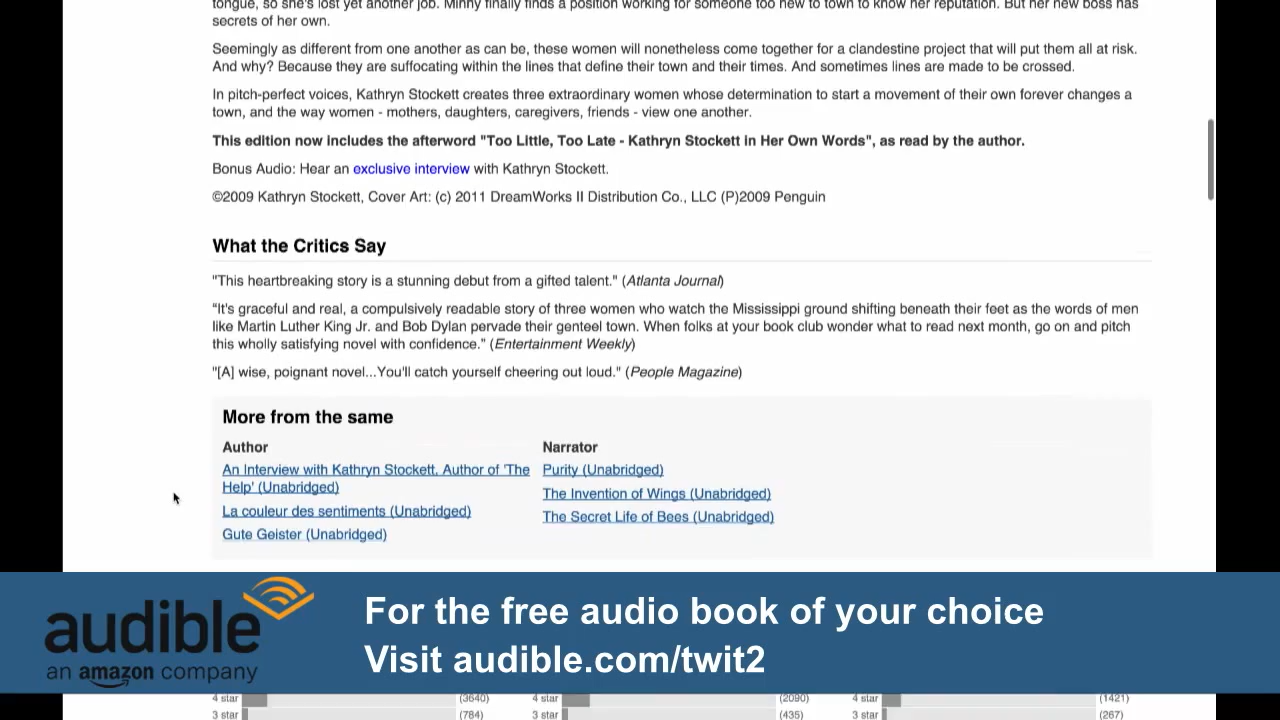 tongue, so she's lost yet another job. Minny finally finds a position working for someone too new to town to know her reputation. But her new boss has
secrets of her own.
Seemingly as different from one another as can be, these women will nonetheless come together for a clandestine project that will put them all at risk.
And why? Because they are suffocating within the lines that define their town and their times. And sometimes lines are made to be crossed.
In pitch-perfect voices, Kathryn Stockett creates three extraordinary women whose determination to start a movement of their own forever changes a
town, and the way women - mothers, daughters, caregivers, friends - view one another.
This edition now includes the afterword "Too Little, Too Late - Kathryn Stockett in Her Own Words", as read by the author.
Bonus Audio: Hear an exclusive interview with Kathryn Stockett.
©2009 Kathryn Stockett, Cover Art: (c) 2011 DreamWorks II Distribution Co., LLC (P)2009 Penguin
What the Critics Say
"This heartbreaking story is a stunning debut from a gifted talent." (Atlanta Journal)
"It's graceful and real, a compulsively readable story of three women who watch the Mississippi ground shifting beneath their feet as the words of men
like Martin Luther King Jr. and Bob Dylan pervade their genteel town. When folks at your book club wonder what to read next month, go on and pitch
this wholly satisfying novel with confidence." (Entertainment Weekly)
"[A] wise, poignant novel...You'll catch yourself cheering out loud." (People Magazine)
More from the same
Author
An Interview with Kathryn Stockett, Author of 'The
Help' (Unabridged)
La couleur des sentiments (Unabridged)
Gute Geister (Unabridged)
Narrator
Purity (Unabridged)
The Invention of Wings (Unabridged)
The Secret Life of Bees (Unabridged)
audible
an amazon company
For the free audio book of your choice
Visit audible.com/twit2
4 star (3640) 4 star (2090) 4 star (1421)
3 star (784) 3 star (435) 3 star (267)